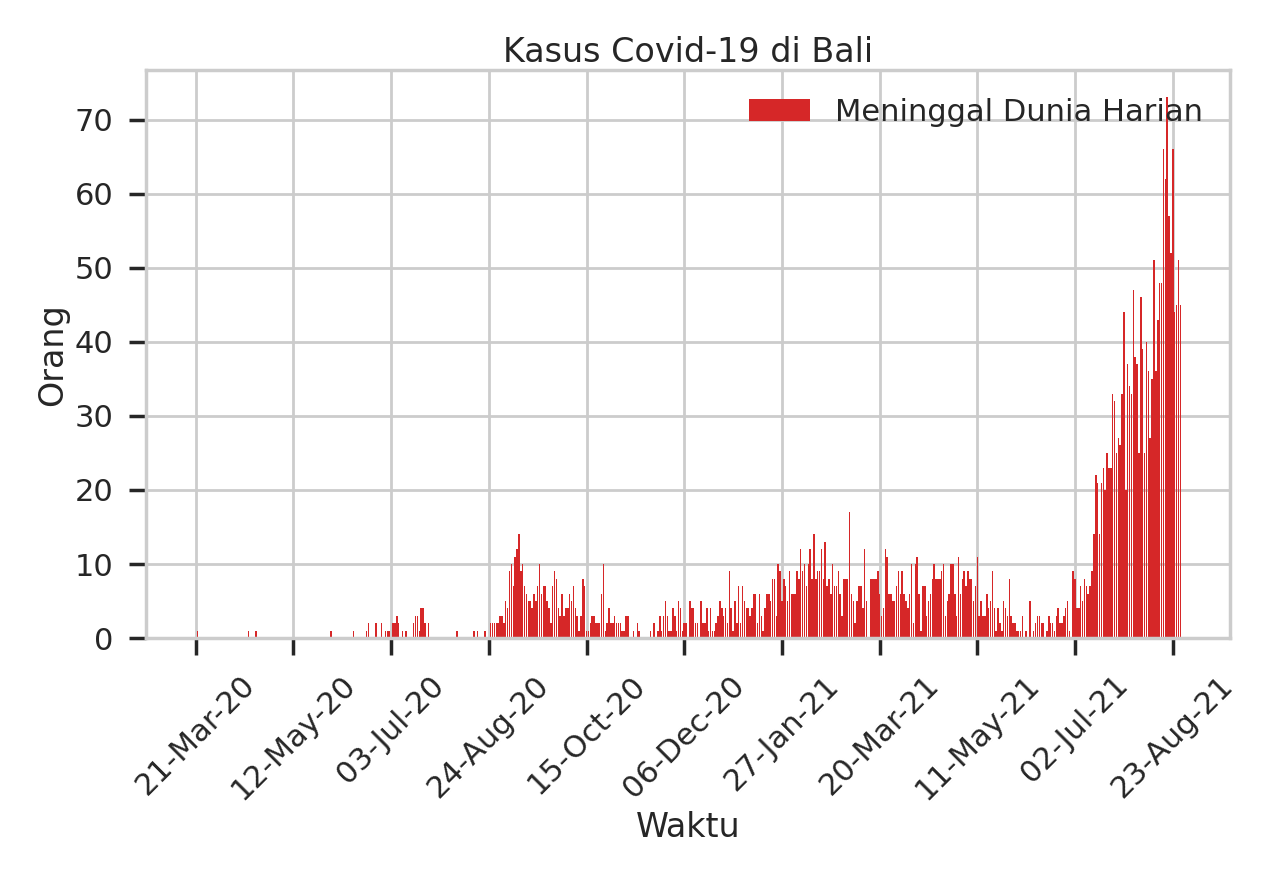 Kasus Covid-19 di Bali
Meninggal Dunia Harian
70
60
50
40
30
20
10
0
Orang
21-Mar-20
12-May-20
03-Jul-20
24-Aug-20
15-Oct-20
06-Dec-20
27-Jan-21
20-Mar-21
11-May-21
02-Jul-21
23-Aug-21
Waktu